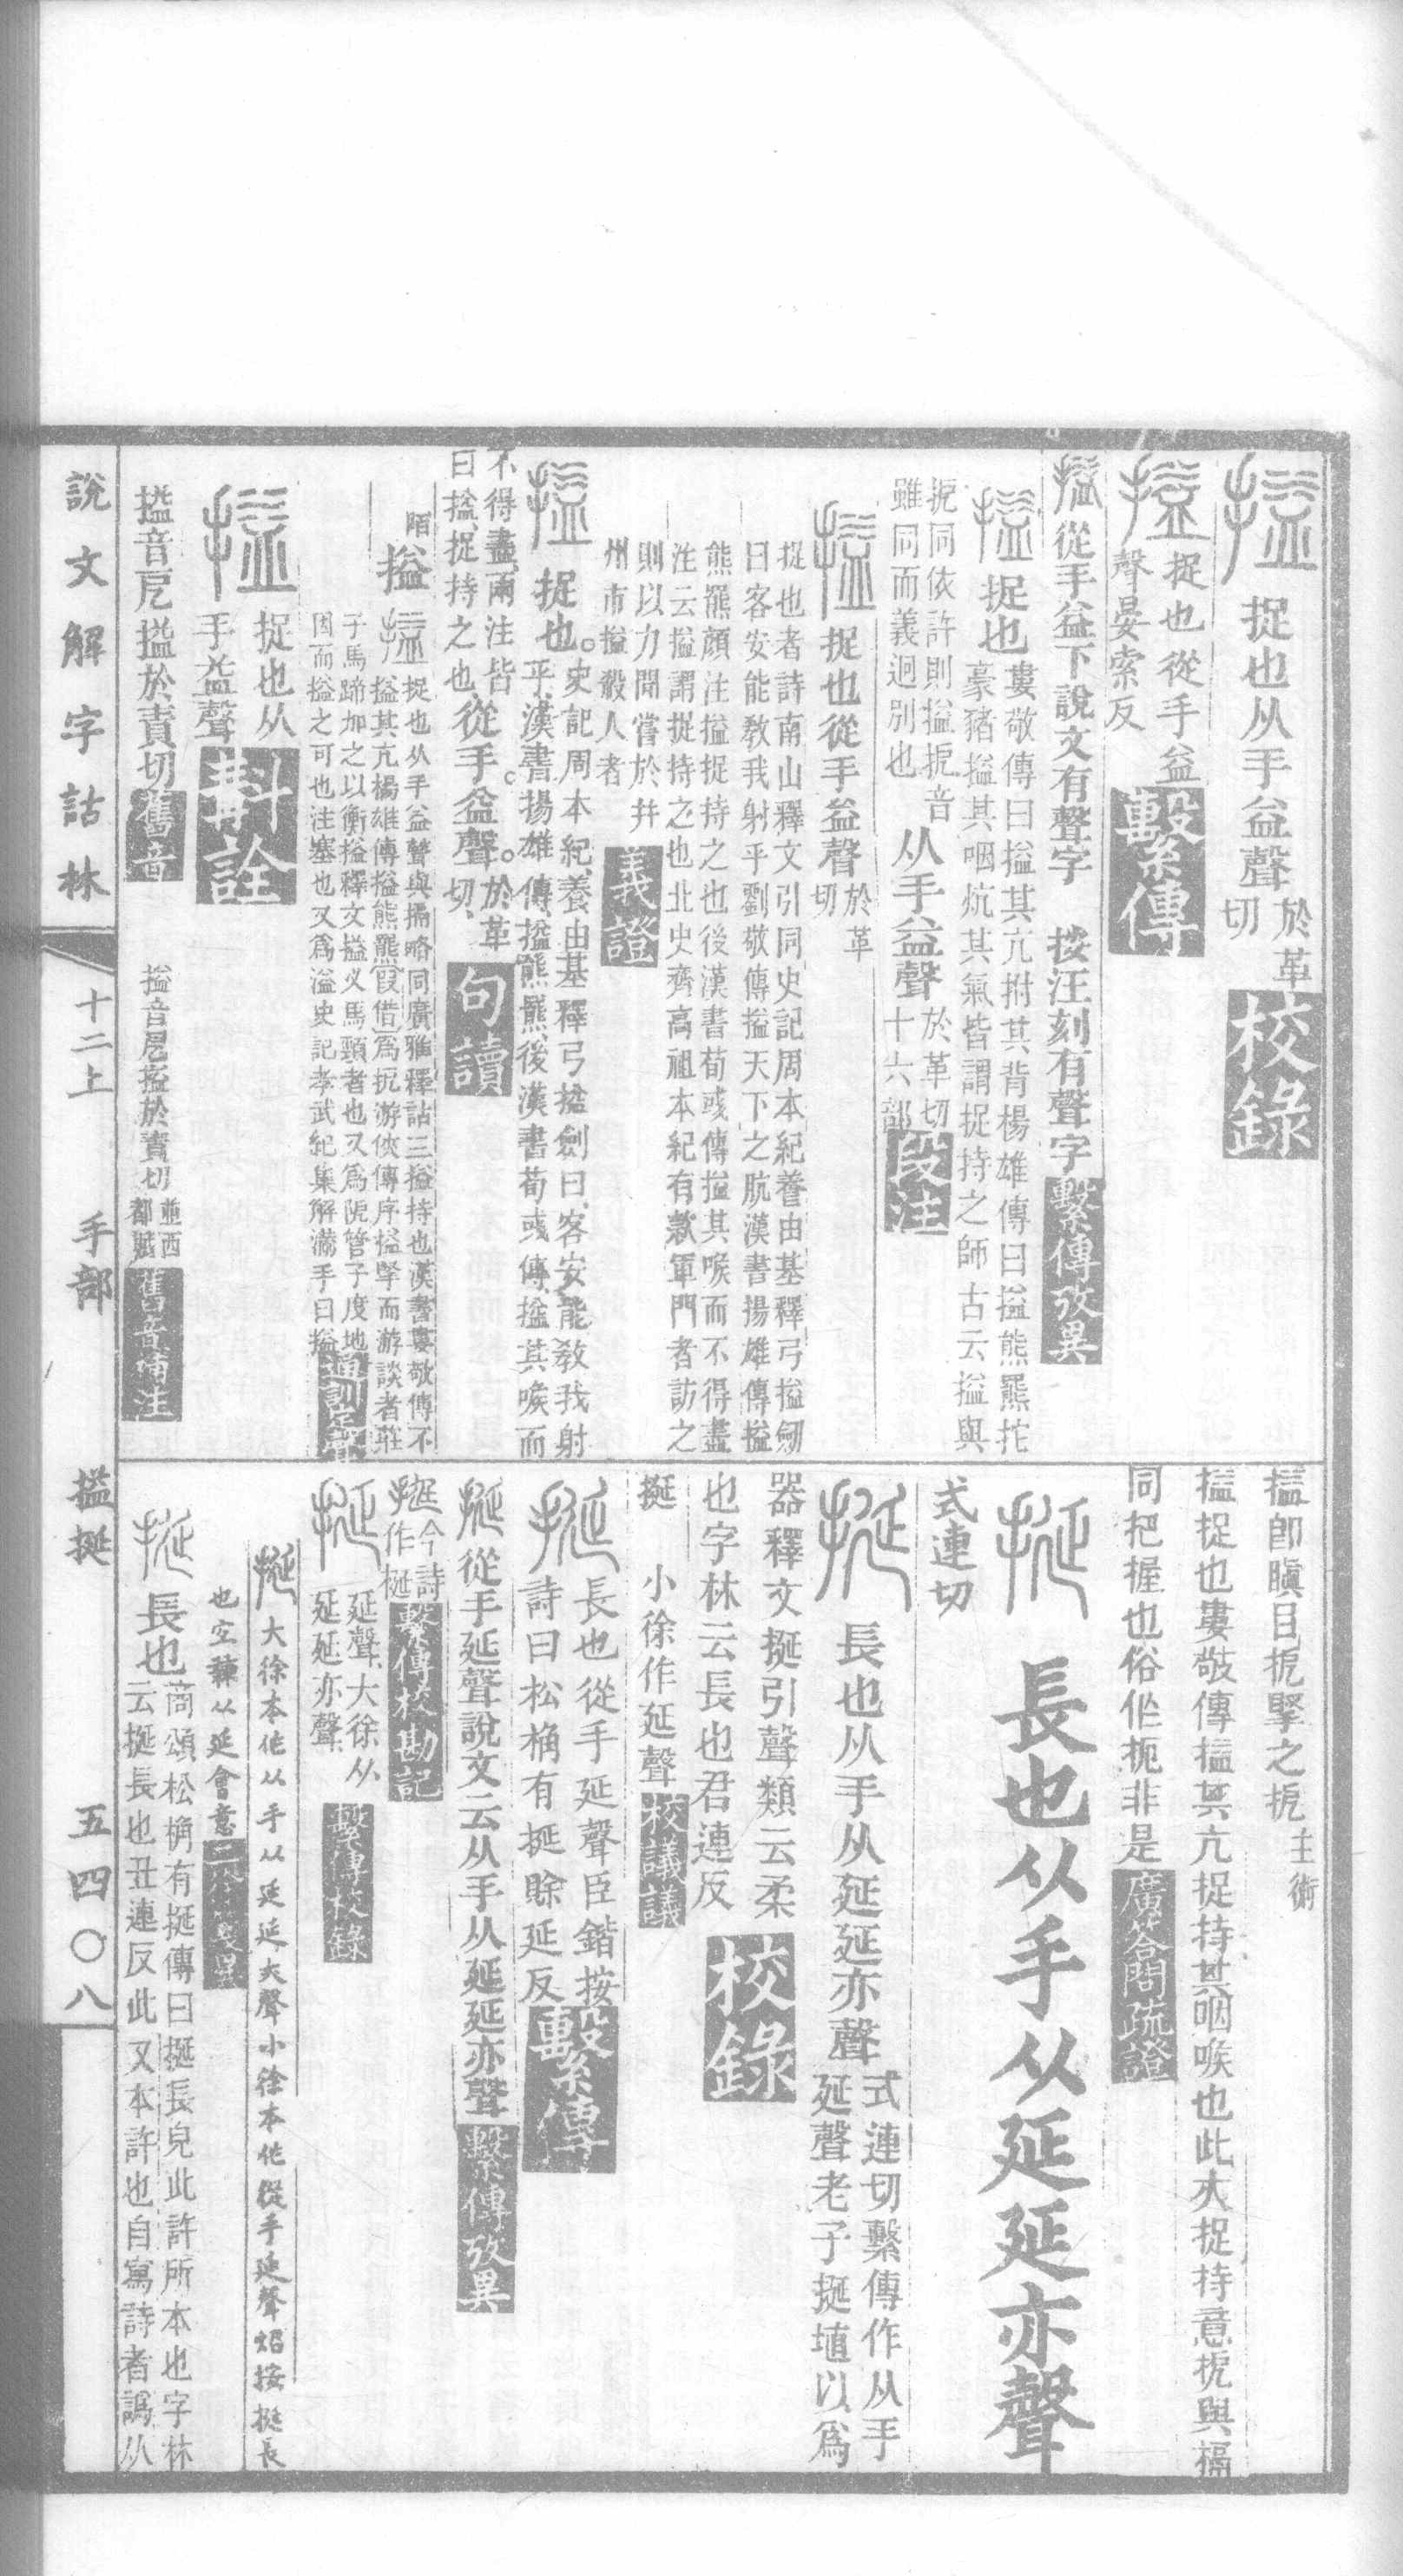 捉也从手益聲於革切 校錄
捉也從手益聲晏索反 繫傳
從手益下說文有聲字 按汪刻有聲字 繫傳攷異
捉也婁敬傳曰搤其亢拊其背楊雄傳曰搤熊羆拕
豪豬搤其咽炕其氣皆謂捉持之師古云搤與
扼同依許則搤扼音
雖同而義迥別也 从手益聲於革切十六部 段注
捉也從手益聲於革切
捉也者詩南山釋文引同史記周本紀養由基釋弓搤劒
曰客安能教我射乎劉敬傳搤天下之肮漢書揚雄傳搤
熊羆顏注搤捉持之也後漢書荀彧傳搤其喉而不得盡
注云搤謂捉持之也北史齊高祖本紀有款軍門者訪之
則以力聞嘗於并
州市搤殺人者 義證
捉也。史記周本紀養由基釋弓搤劍曰客安能教我射
乎漢書揚雄傳搤熊羆後漢書荀彧傳搤其喉而
不得盡兩注皆
曰搤捉持之也從手益聲。於革切 句讀
陌
搤
捉也从手益聲與搹略同廣雅釋詁三搤持也漢書婁敬傳不
搤其亢楊雄傳搤熊羆叚借爲扼游俠傳序搤掔而游談者莊
子馬蹄加之以衡搤釋文搤义馬頸者也又爲阸管子度地
因而搤之可也注塞也又爲溢史記孝武紀集解滿手曰搤 通訓定聲
捉也从手益聲 斠詮
搤音戹搤於責切 舊音
搤音戹搤於責切並西都賦 舊音補注
搤卽瞋目扼掔之扼主術
搤捉也婁敬傳搤其亢捉持其咽喉也此大捉持意扼與搹
同把握也俗作扼非是 廣答問疏證
長也从手从延延亦聲
式連切
長也从手从延延亦聲式連切繫傳作从手
延聲老子挻埴以爲
器釋文挻引聲類云柔
也字林云長也君連反 校錄
挻 小徐作延聲 校議議
長也從手延聲臣鍇按
詩曰松桷有挻賒延反 繫傳
從手延聲說文云从手从延延亦聲 繫傳攷異
今詩作梴 繫傳校勘記
延聲大徐从
延延亦聲 繫傳校錄
大徐本作从手从延延亦聲小徐本作從手延聲炤按挻長
也空諫从延會意 二徐箋異
長也商頌松桷有挻傳曰挻長皃此許所本也字林
云挻長也丑連反此又本許也自寫詩者譌从
說文解字詁林
十二上 手部 搤挻
五四〇八